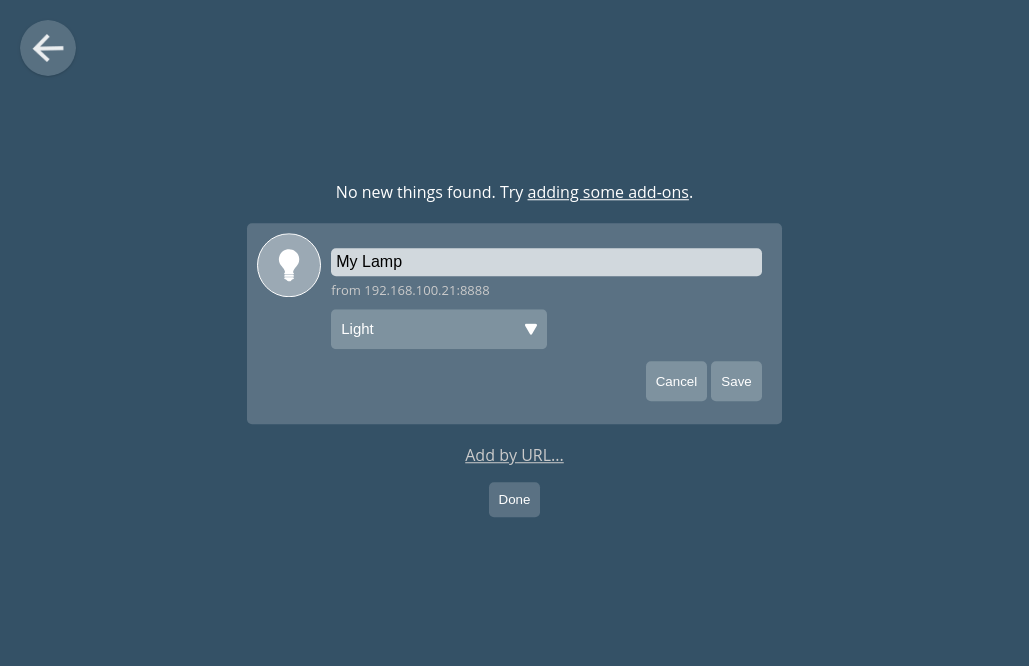 No new things found. Try adding some add-ons.
My Lamp
from 192.168.100.21:8888
Light
Cancel Save
Add by URL...
Done